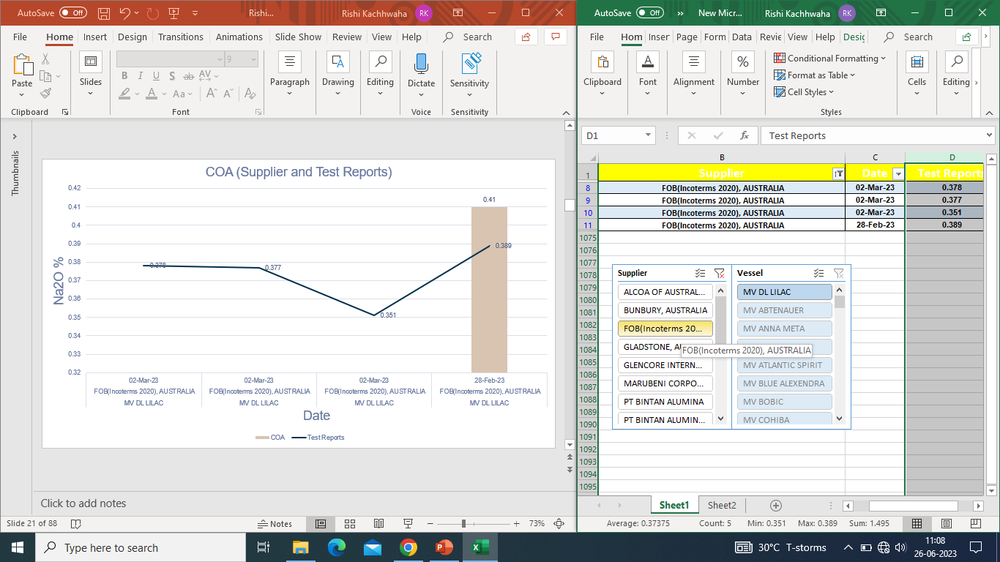 AutoSave Off Rishi... Rishi Kachhwaha RK
File Home Insert Design Transitions Animations Slide Show Review View Help Search
9
Paste Slides B I U S ab AV Aa A A Paragraph Drawing Editing Dictate Sensitivity
Clipboard Font Voice Sensitivity
Thumbnails
COA (Supplier and Test Reports)
0.42
0.41
0.4
0.39
0.38
0.37
0.36
0.35
0.34
0.33
0.32
Na2O %
0.378
0.377
0.351
0.389
0.41
02-Mar-23 02-Mar-23 02-Mar-23 28-Feb-23
FOB(Incoterms 2020), AUSTRALIA FOB(Incoterms 2020), AUSTRALIA FOB(Incoterms 2020), AUSTRALIA FOB(Incoterms 2020), AUSTRALIA
MV DL LILAC MV DL LILAC MV DL LILAC MV DL LILAC
Date
COA Test Reports
Click to add notes
Slide 21 of 88 Notes 73%
AutoSave Off New Micr... Rishi Kachhwaha RK
File Hom Inser Page Form Data Revie View Help Desig Search
Clipboard Font Alignment Number Conditional Formatting Cells Editing
Format as Table
Cell Styles
Styles
D1 fx Test Reports
B C D
1 Supplier Date Test Reports
8 FOB(Incoterms 2020), AUSTRALIA 02-Mar-23 0.378
9 FOB(Incoterms 2020), AUSTRALIA 02-Mar-23 0.377
10 FOB(Incoterms 2020), AUSTRALIA 02-Mar-23 0.351
11 FOB(Incoterms 2020), AUSTRALIA 28-Feb-23 0.389
1075
1076
1077
1078
1079
1080
1081
1082
1083
1084
1085
1086
1087
1088
1089
1090
1091
1092
1093
1094
1095
Supplier
ALCOA OF AUSTRAL...
BUNBURY, AUSTRALIA
FOB(Incoterms 20...
GLADSTONE, AU
GLENCORE INTERN...
MARUBENI CORPO...
PT BINTAN ALUMINA
PT BINTAN ALUMIN...
FOB(Incoterms 2020), AUSTRALIA
Vessel
MV DL LILAC
MV ABTENAUER
MV ANNA META
MV ATLANTIC SPIRIT
MV BLUE ALEXENDRA
MV BOBIC
MV COHIBA
Sheet1 Sheet2
Average: 0.37375 Count: 5 Min: 0.351 Max: 0.389 Sum: 1.495
Type here to search
30°C T-storms
11:08
26-06-2023